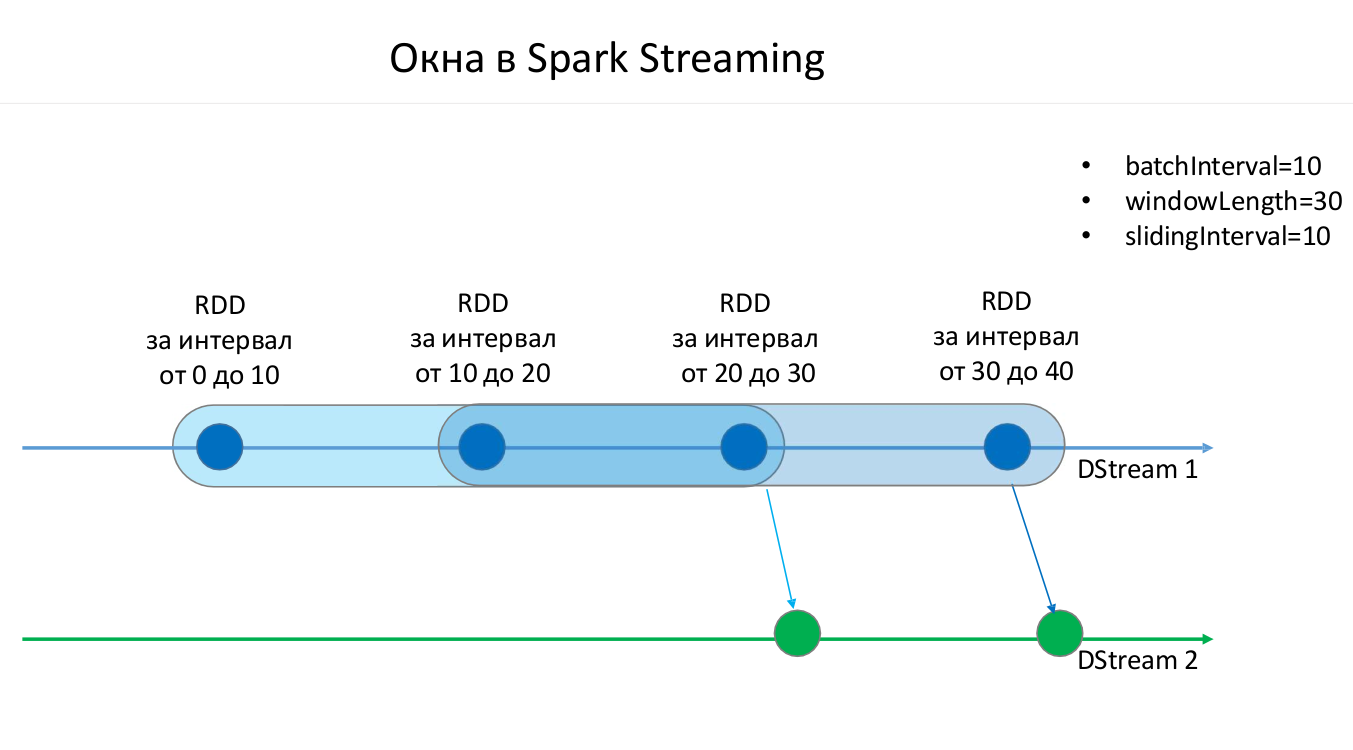 Окна в Spark Streaming
• batchInterval=10
• windowLength=30
• slidingInterval=10
RDD
за интервал
от 0 до 10
RDD
за интервал
от 10 до 20
RDD
за интервал
от 20 до 30
RDD
за интервал
от 30 до 40
DStream 1
DStream 2